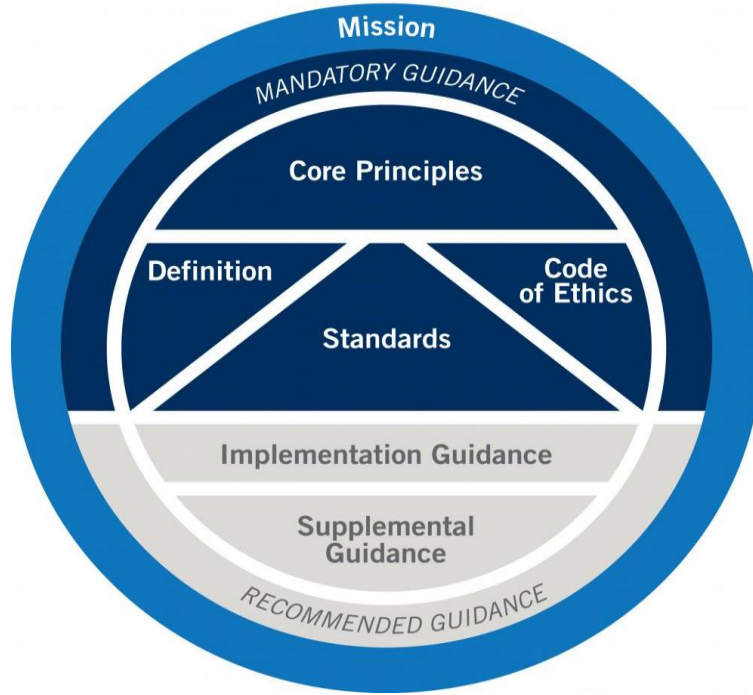 Mission
MANDATORY GUIDANCE
Core Principles
Definition
Code
of Ethics
Standards
Implementation Guidance
Supplemental
Guidance
RECOMMENDED GUIDANCE